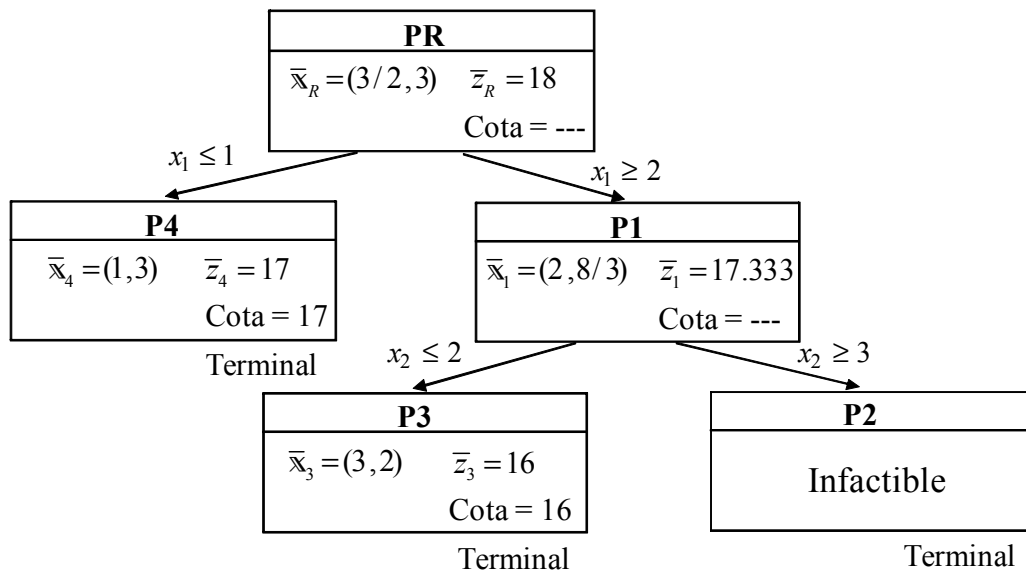 PR
x̄_R = (3/2, 3) z̄_R = 18
Cota = ---
x₁ ≤ 1
x₁ ≥ 2
P4
x̄₄ = (1, 3) z̄₄ = 17
Cota = 17
Terminal
P1
x̄₁ = (2, 8/3) z̄₁ = 17.333
Cota = ---
x₂ ≤ 2
x₂ ≥ 3
P3
x̄₃ = (3, 2) z̄₃ = 16
Cota = 16
Terminal
P2
Infactible
Terminal